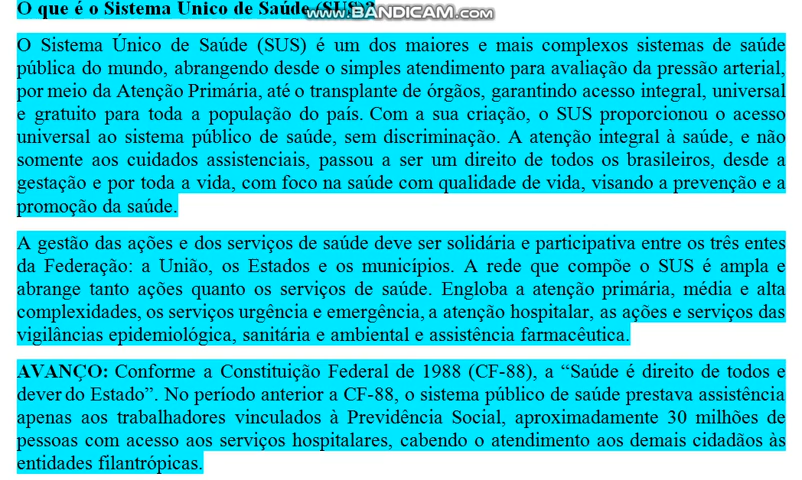 O que é o Sistema Único de Saúde (SUS)?
www.BANDICAM.com
O Sistema Único de Saúde (SUS) é um dos maiores e mais complexos sistemas de saúde
pública do mundo, abrangendo desde o simples atendimento para avaliação da pressão arterial,
por meio da Atenção Primária, até o transplante de órgãos, garantindo acesso integral, universal
e gratuito para toda a população do país. Com a sua criação, o SUS proporcionou o acesso
universal ao sistema público de saúde, sem discriminação. A atenção integral à saúde, e não
somente aos cuidados assistenciais, passou a ser um direito de todos os brasileiros, desde a
gestação e por toda a vida, com foco na saúde com qualidade de vida, visando a prevenção e a
promoção da saúde.
A gestão das ações e dos serviços de saúde deve ser solidária e participativa entre os três entes
da Federação: a União, os Estados e os municípios. A rede que compõe o SUS é ampla e
abrange tanto ações quanto os serviços de saúde. Engloba a atenção primária, média e alta
complexidades, os serviços urgência e emergência, a atenção hospitalar, as ações e serviços das
vigilâncias epidemiológica, sanitária e ambiental e assistência farmacêutica.
AVANÇO: Conforme a Constituição Federal de 1988 (CF-88), a “Saúde é direito de todos e
dever do Estado”. No período anterior a CF-88, o sistema público de saúde prestava assistência
apenas aos trabalhadores vinculados à Previdência Social, aproximadamente 30 milhões de
pessoas com acesso aos serviços hospitalares, cabendo o atendimento aos demais cidadãos às
entidades filantrópicas.